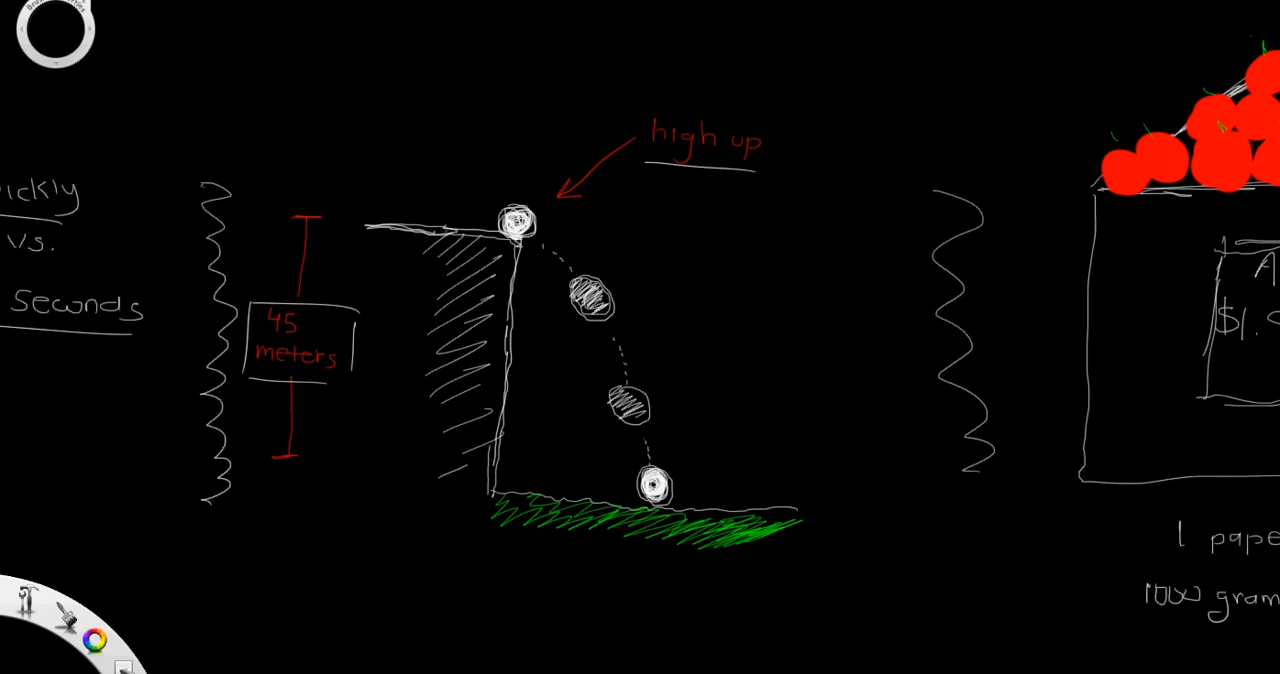 ickly
vs.
seconds
45
meters
high up
A
$1.
1 pape
1000 gram